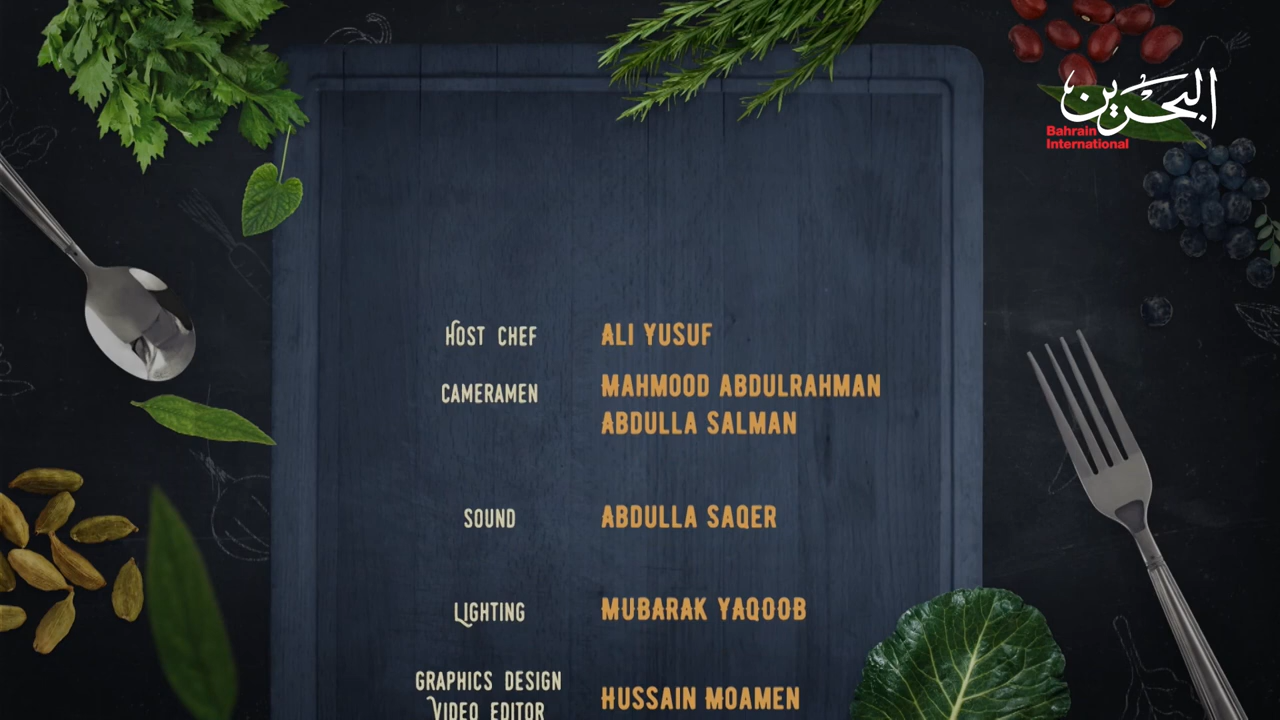 البحرين
Bahrain
International
HOST CHEF ALI YUSUF
CAMERAMEN MAHMOOD ABDULRAHMAN
ABDULLA SALMAN
SOUND ABDULLA SAQER
LIGHTING MUBARAK YAQOOB
GRAPHICS DESIGN
VIDEO EDITOR HUSSAIN MOAMEN